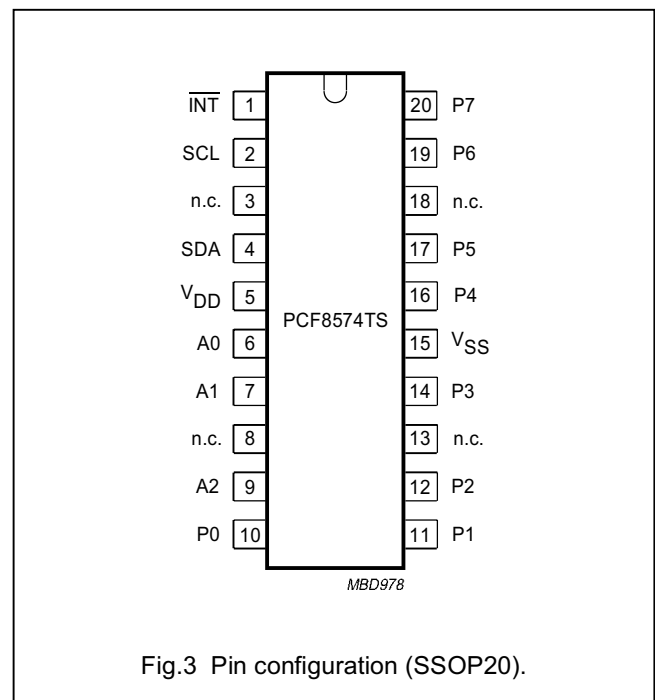 INT 1 20 P7
SCL 2 19 P6
n.c. 3 18 n.c.
SDA 4 17 P5
VDD 5 16 P4
PCF8574TS
A0 6 15 VSS
A1 7 14 P3
n.c. 8 13 n.c.
A2 9 12 P2
P0 10 11 P1
MBD978
Fig.3 Pin configuration (SSOP20).